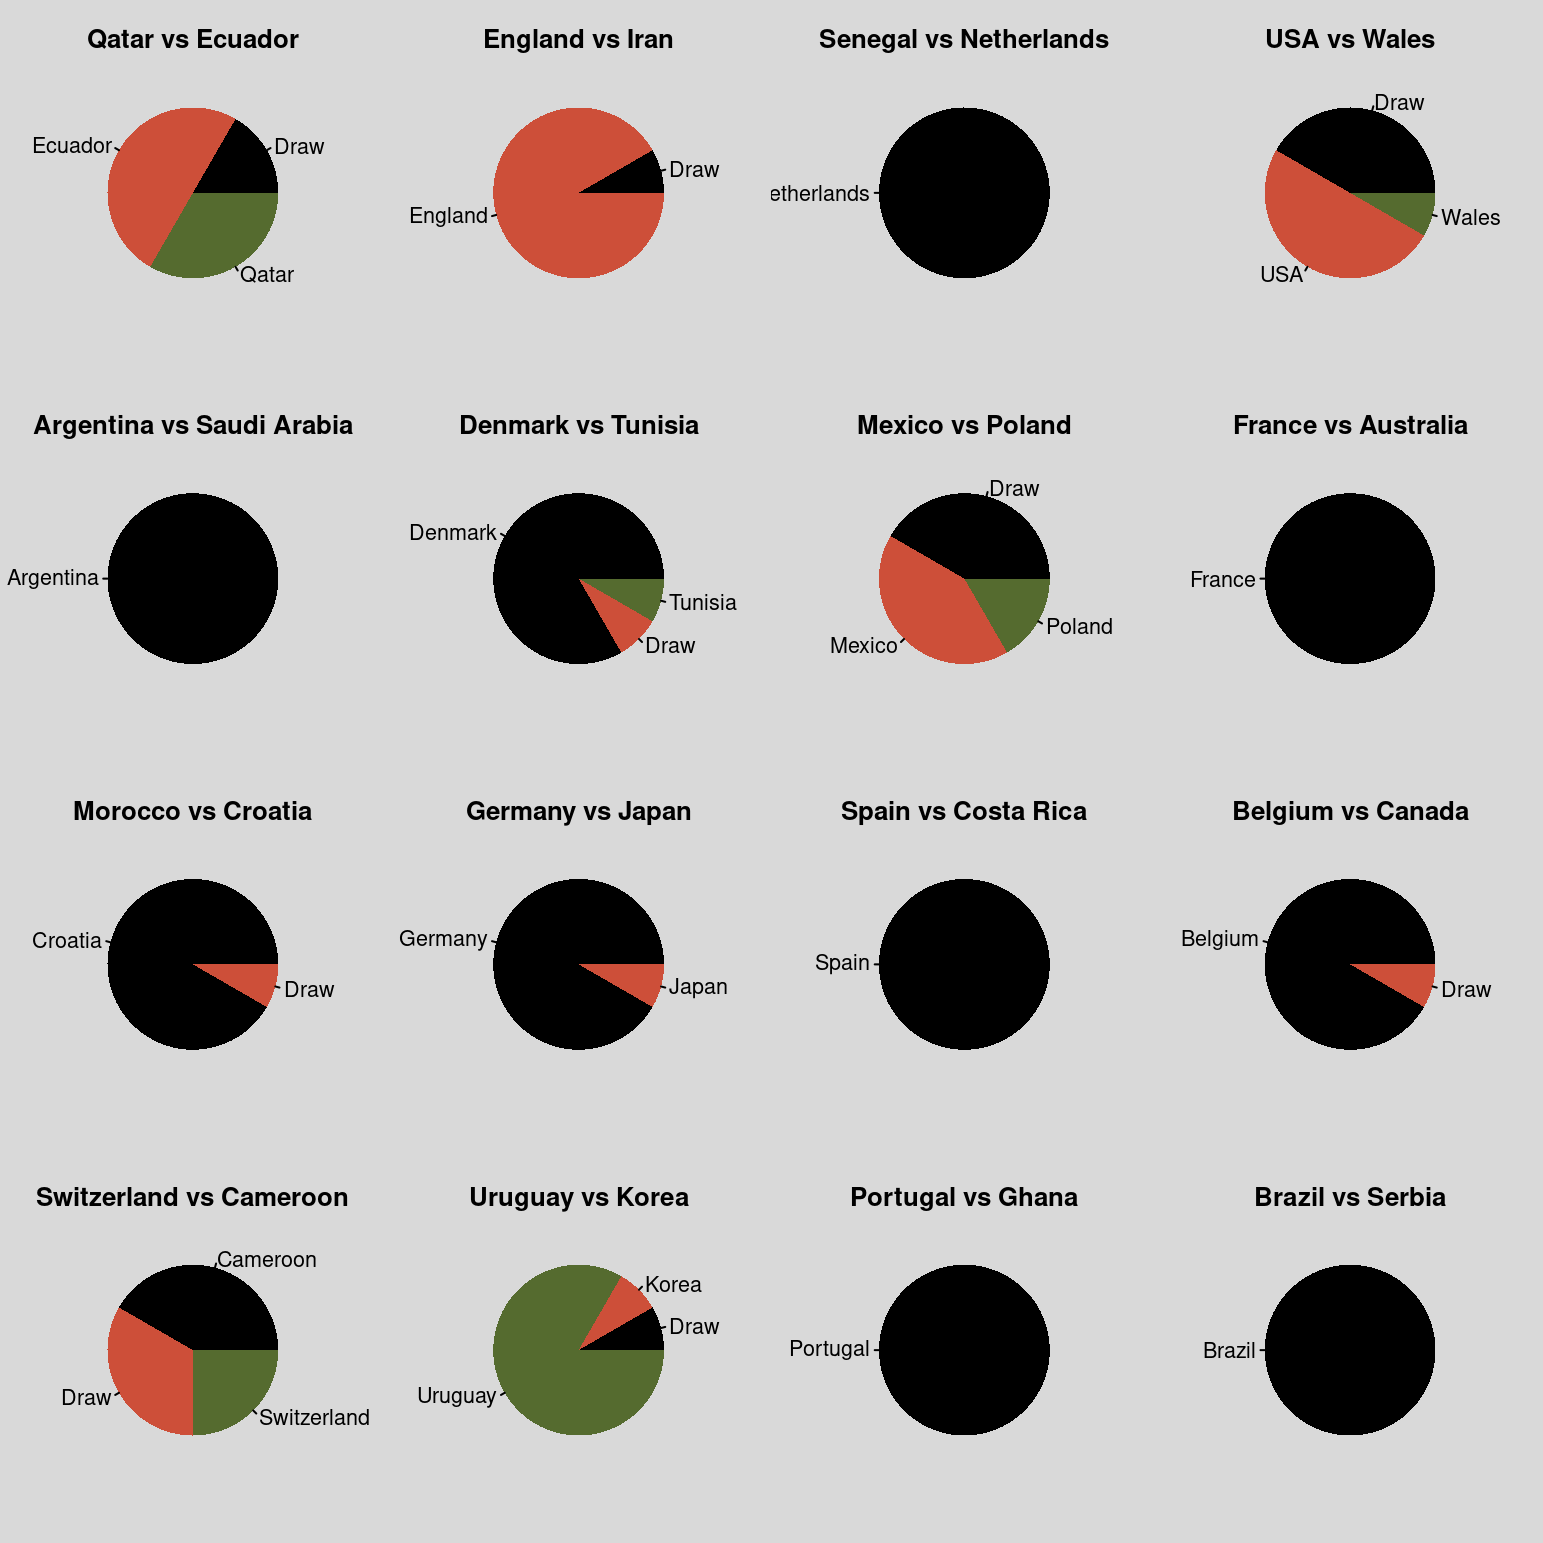 Qatar vs Ecuador
Ecuador
Draw
Qatar
England vs Iran
Draw
England
Senegal vs Netherlands
etherlands
USA vs Wales
Draw
Wales
USA
Argentina vs Saudi Arabia
Argentina
Denmark vs Tunisia
Denmark
Tunisia
Draw
Mexico vs Poland
Draw
Poland
Mexico
France vs Australia
France
Morocco vs Croatia
Croatia
Draw
Germany vs Japan
Germany
Japan
Spain vs Costa Rica
Spain
Belgium vs Canada
Belgium
Draw
Switzerland vs Cameroon
Cameroon
Draw
Switzerland
Uruguay vs Korea
Korea
Draw
Uruguay
Portugal vs Ghana
Portugal
Brazil vs Serbia
Brazil